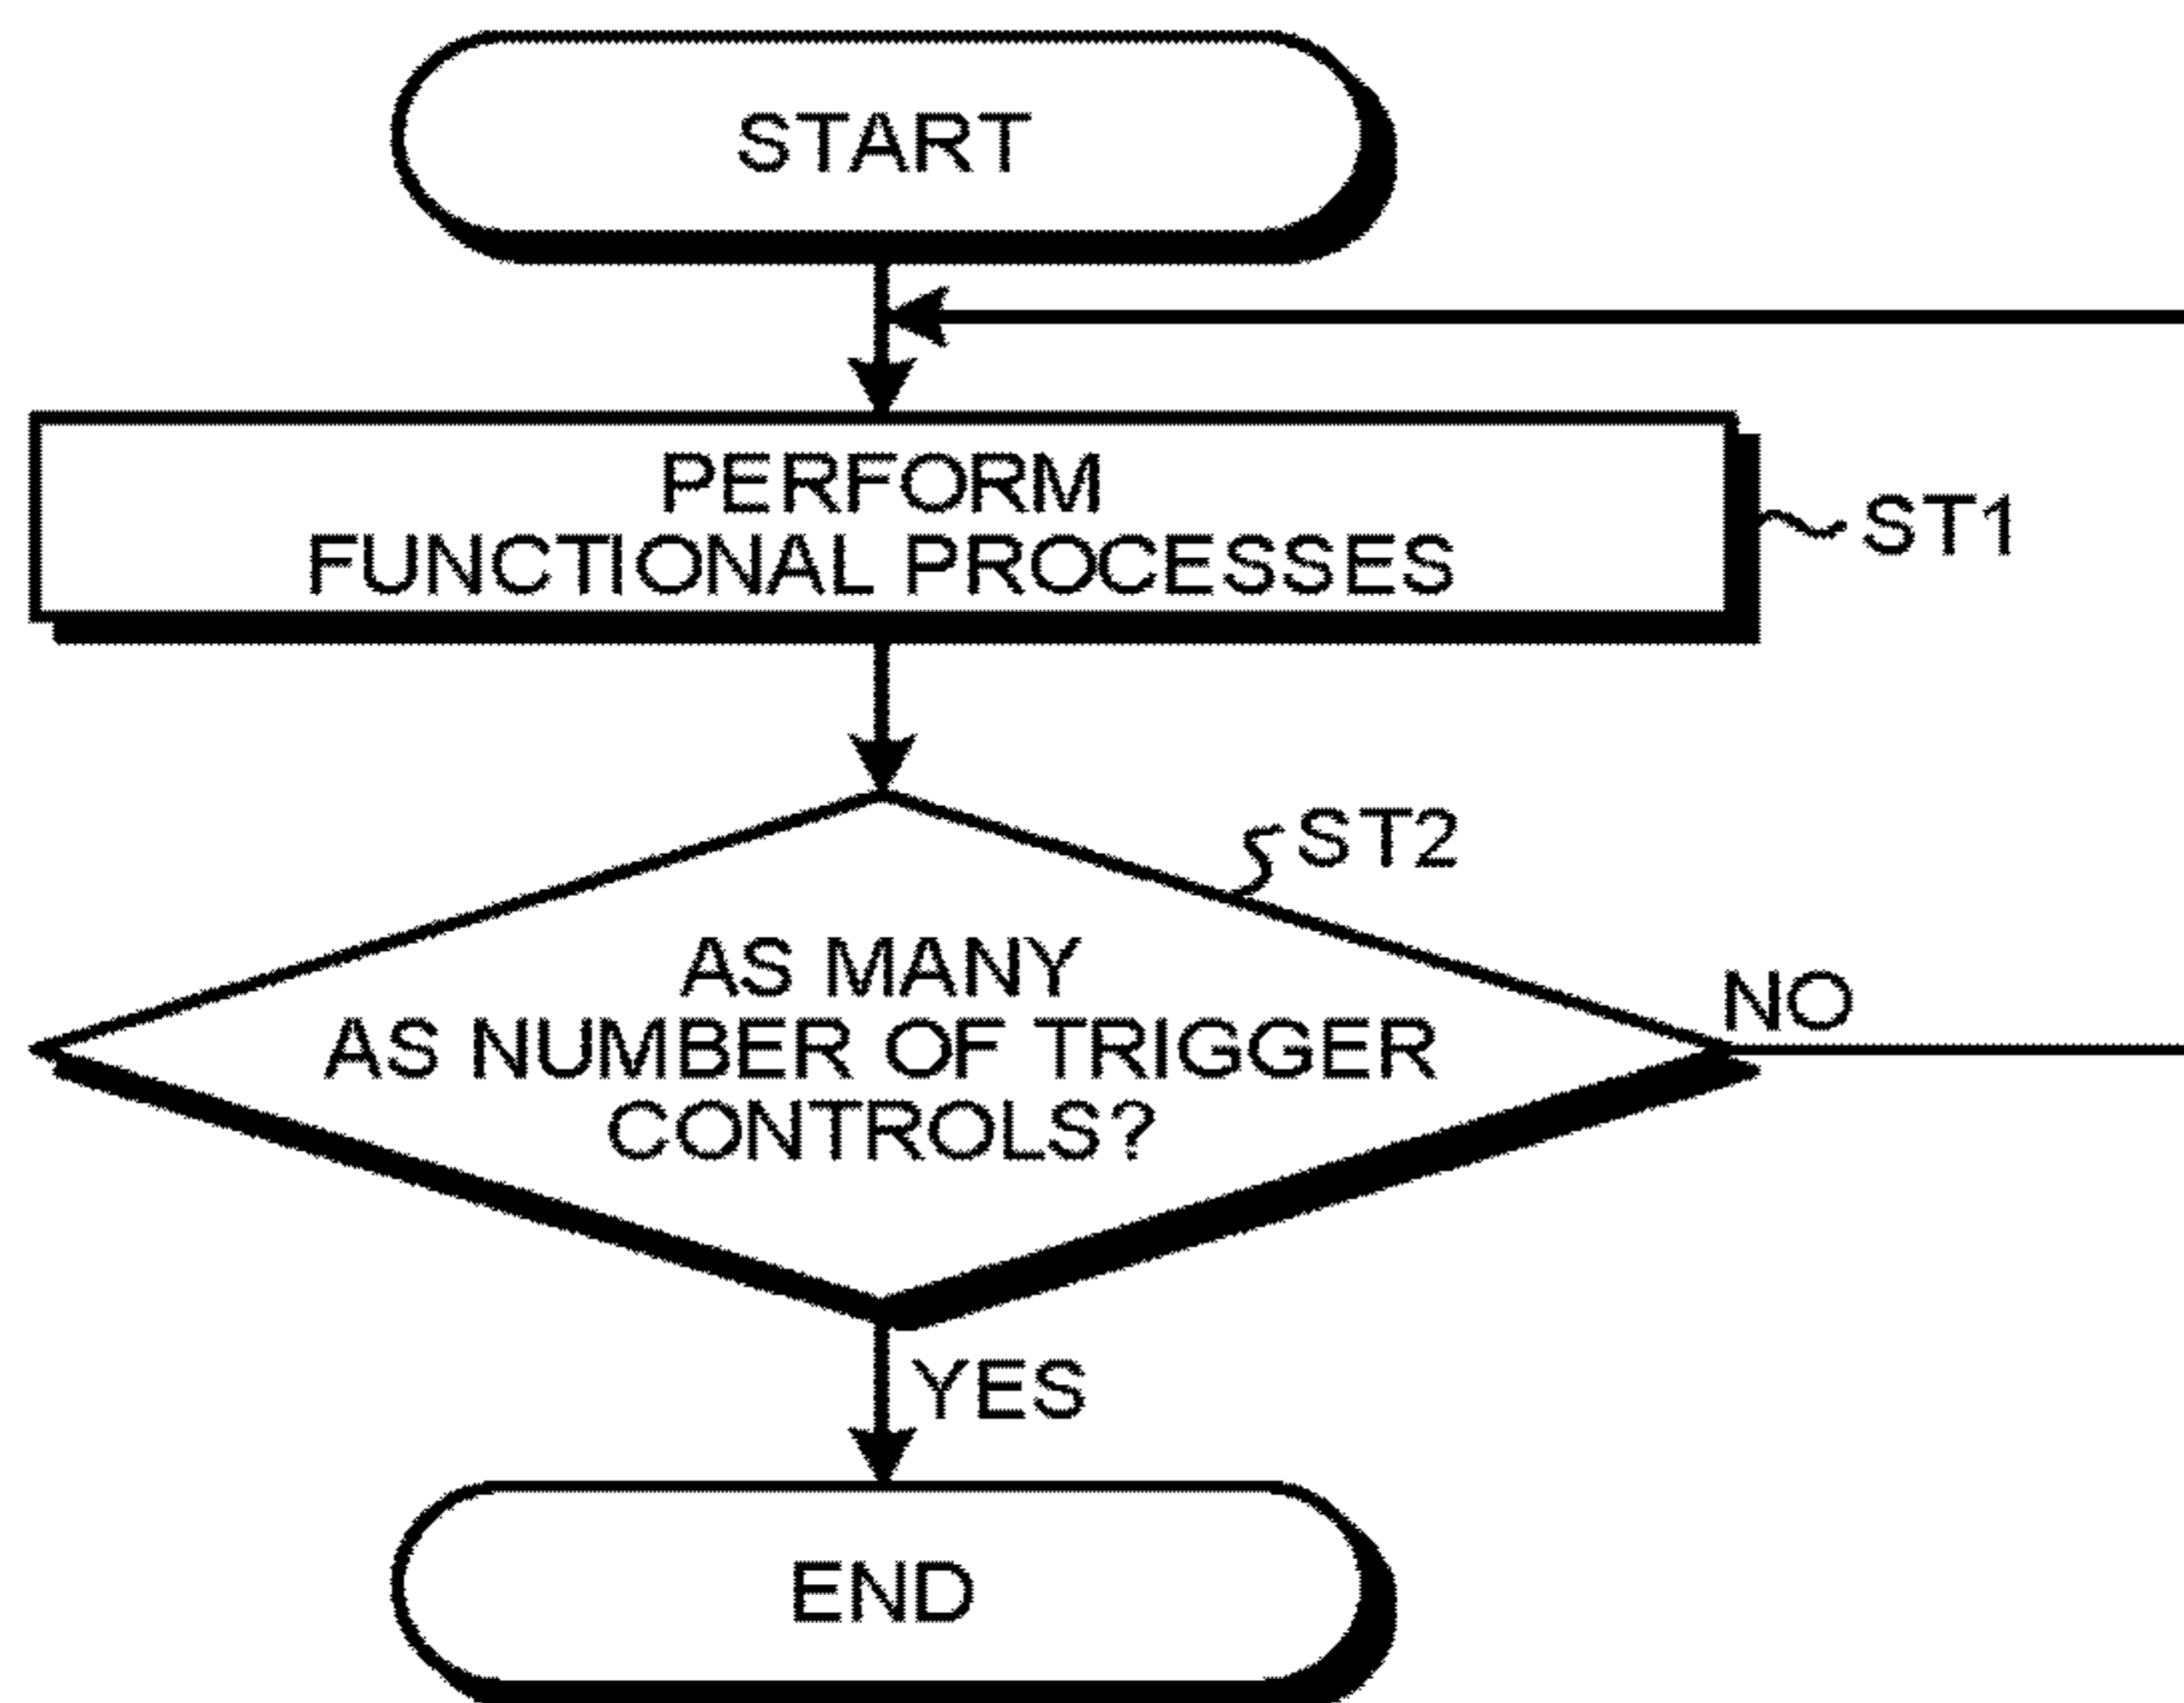 START
PERFORM
FUNCTIONAL PROCESSES
ST1
ST2
AS MANY
AS NUMBER OF TRIGGER
CONTROLS?
NO
YES
END